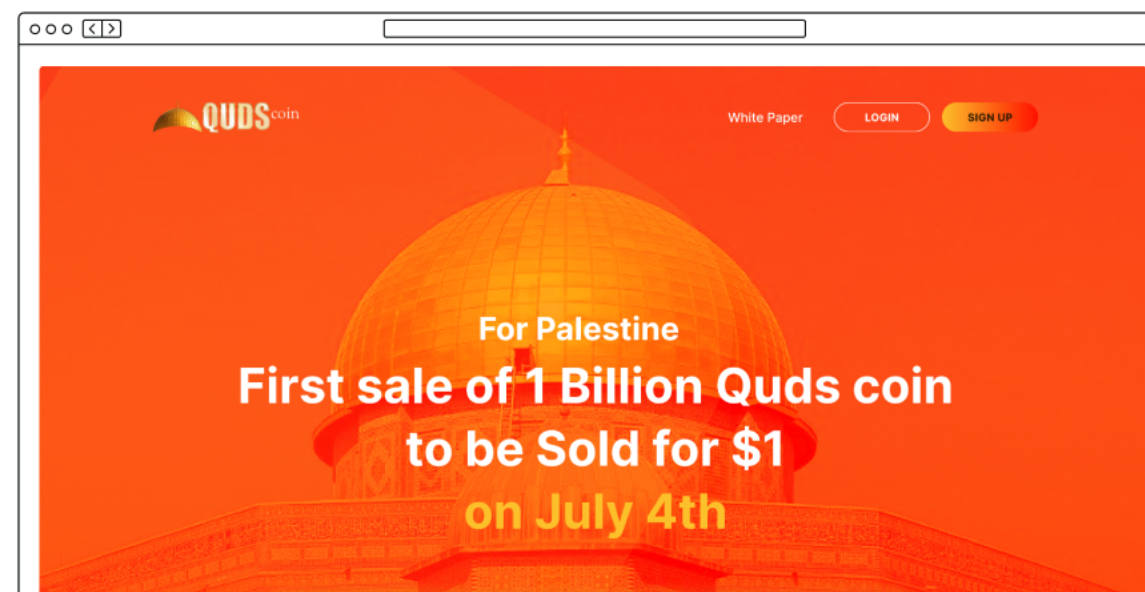 QUDS coin
White Paper
LOGIN
SIGN UP
For Palestine
First sale of 1 Billion Quds coin
to be Sold for $1
on July 4th